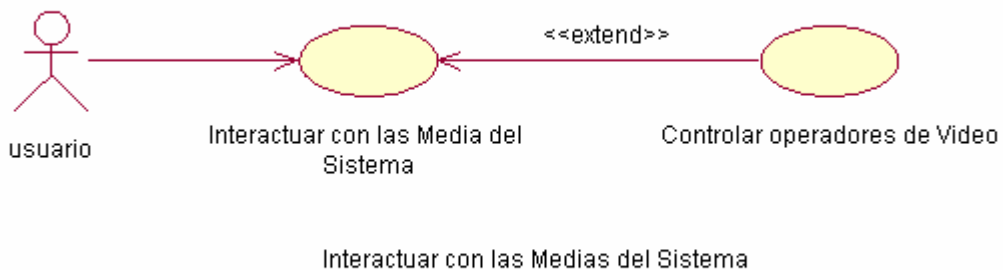 <<extend>>
usuario
Interactuar con las Media del
Sistema
Controlar operadores de Video
Interactuar con las Medias del Sistema